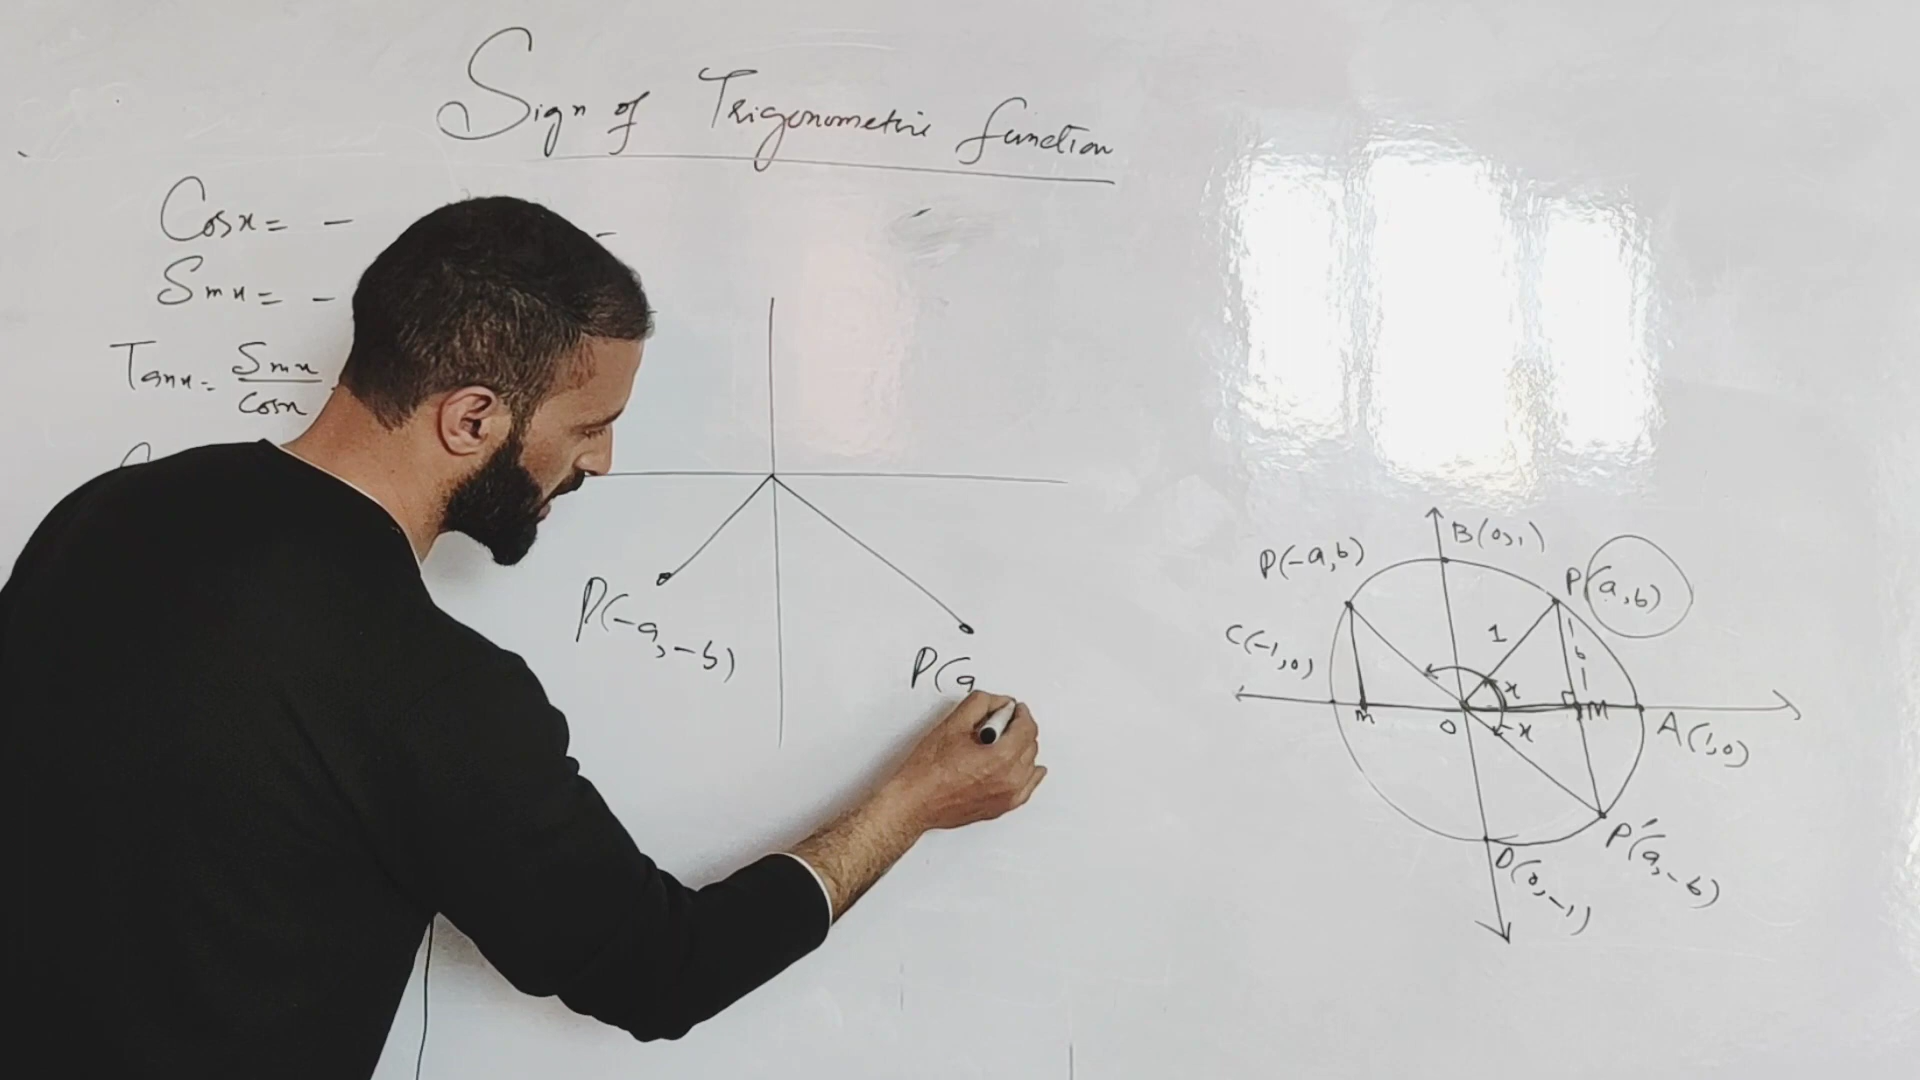 Sign of Trigonometric function
Cosx = -
Sinx = -
Tanx = Sinx
Cosx
P(-a, -b)
P(a
B(0,1)
P(-a, b)
P(a, b)
1
b
C(-1, 0)
x
m
O
M
-x
A(1, 0)
P'(a, -b)
D(0, -1)